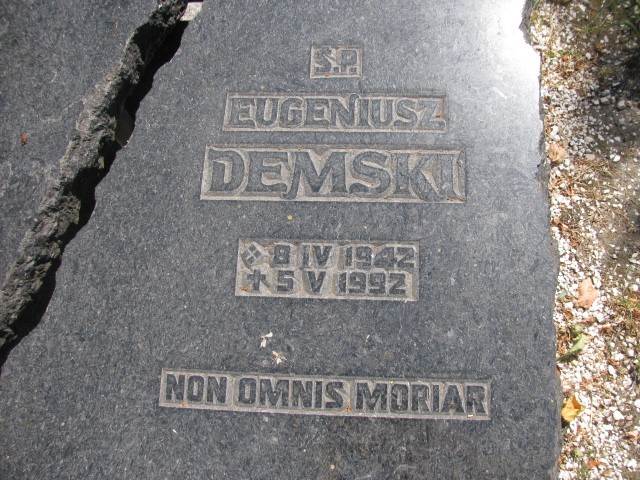 S.P.
EUGENIUSZ
DEMSKI
8 IV 1942
✝ 5 V 1992
NON OMNIS MORIAR